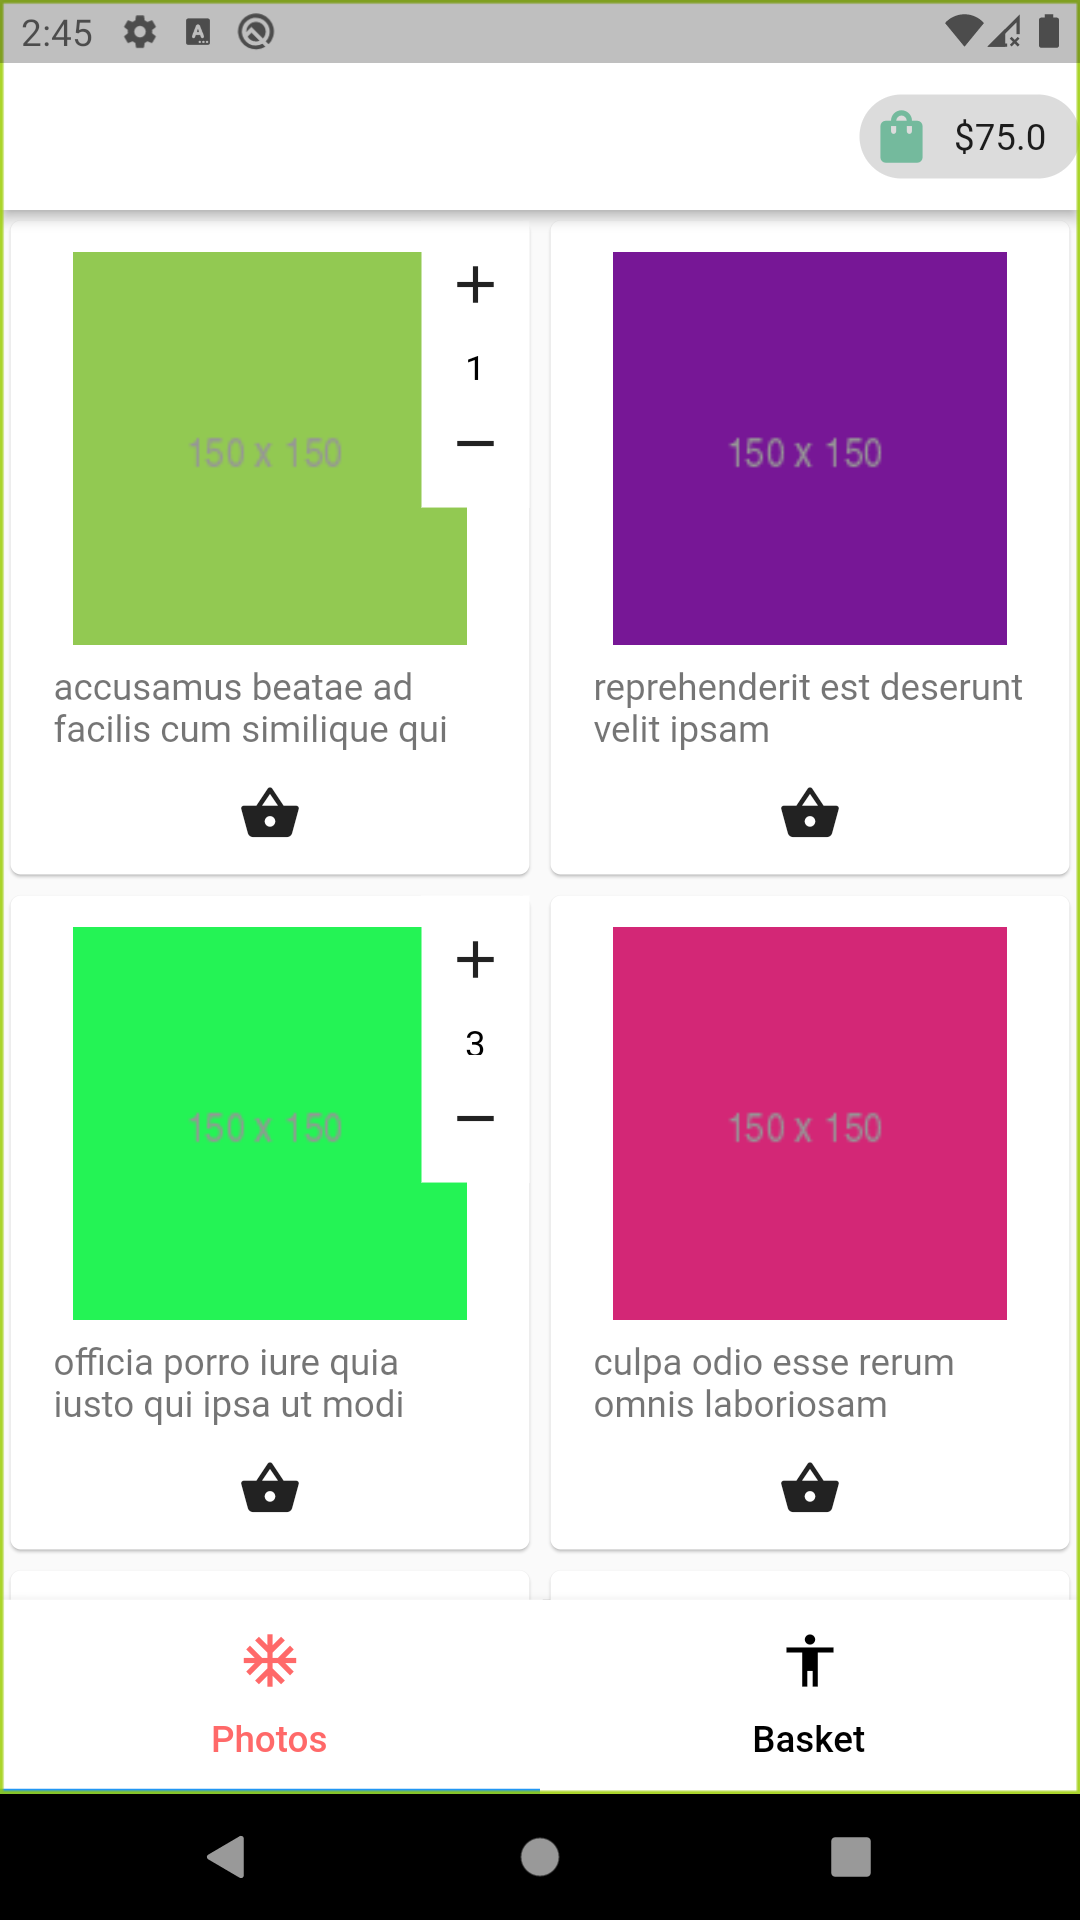 2:45
$75.0
1
150 x 150
150 x 150
accusamus beatae ad
facilis cum similique qui
reprehenderit est deserunt
velit ipsam
3
150 x 150
150 x 150
officia porro iure quia
iusto qui ipsa ut modi
culpa odio esse rerum
omnis laboriosam
Photos
Basket